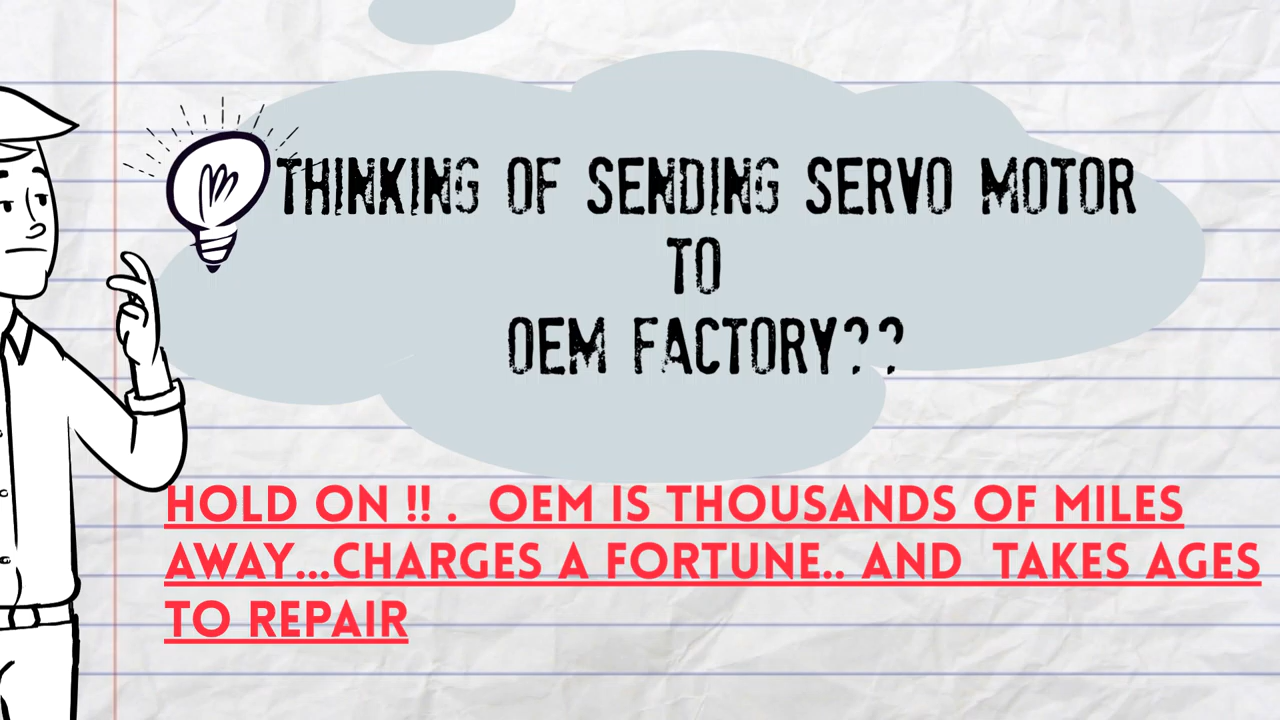 THINKING OF SENDING SERVO MOTOR
TO
OEM FACTORY??
HOLD ON !! .  OEM IS THOUSANDS OF MILES
AWAY...CHARGES A FORTUNE.. AND  TAKES AGES
TO REPAIR